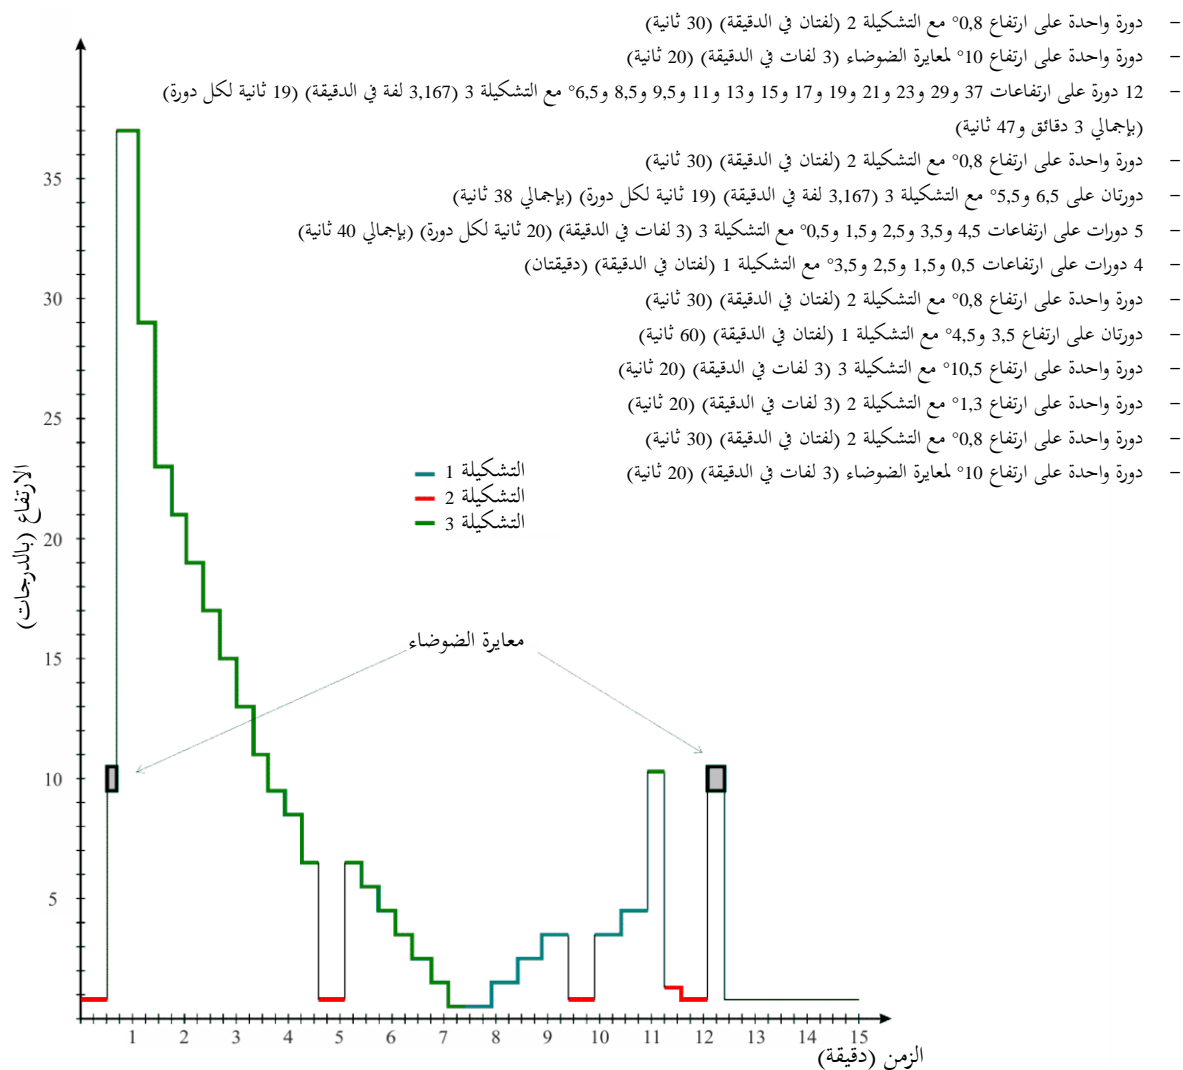 – دورة واحدة على ارتفاع 0,8° مع التشكيلة 2 (لفتان في الدقيقة) (30 ثانية)
– دورة واحدة على ارتفاع 10° لمعايرة الضوضاء (3 لفات في الدقيقة) (20 ثانية)
– 12 دورة على ارتفاعات 37 و29 و23 و21 و19 و17 و15 و13 و11 و9,5 و8,5 و6,5° مع التشكيلة 3 (3,167 لفة في الدقيقة) (19 ثانية لكل دورة)
(بإجمالي 3 دقائق و47 ثانية)
– دورة واحدة على ارتفاع 0,8° مع التشكيلة 2 (لفتان في الدقيقة) (30 ثانية)
– دورتان على 6,5 و5,5° مع التشكيلة 3 (3,167 لفة في الدقيقة) (19 ثانية لكل دورة) (بإجمالي 38 ثانية)
– 5 دورات على ارتفاعات 4,5 و3,5 و2,5 و1,5 و0,5° مع التشكيلة 3 (3 لفات في الدقيقة) (20 ثانية لكل دورة) (بإجمالي 40 ثانية)
– 4 دورات على ارتفاعات 0,5 و1,5 و2,5 و3,5° مع التشكيلة 1 (لفتان في الدقيقة) (دقيقتان)
– دورة واحدة على ارتفاع 0,8° مع التشكيلة 2 (لفتان في الدقيقة) (30 ثانية)
– دورتان على ارتفاع 3,5 و4,5° مع التشكيلة 1 (لفتان في الدقيقة) (60 ثانية)
– دورة واحدة على ارتفاع 10,5° مع التشكيلة 3 (3 لفات في الدقيقة) (20 ثانية)
– دورة واحدة على ارتفاع 1,3° مع التشكيلة 2 (3 لفات في الدقيقة) (20 ثانية)
– دورة واحدة على ارتفاع 0,8° مع التشكيلة 2 (لفتان في الدقيقة) (30 ثانية)
– دورة واحدة على ارتفاع 10° لمعايرة الضوضاء (3 لفات في الدقيقة) (20 ثانية)
التشكيلة 1
التشكيلة 2
التشكيلة 3
معايرة الضوضاء
الارتفاع (بالدرجات)
35
30
25
20
15
10
5
1 2 3 4 5 6 7 8 9 10 11 12 13 14 15
الزمن (دقيقة)